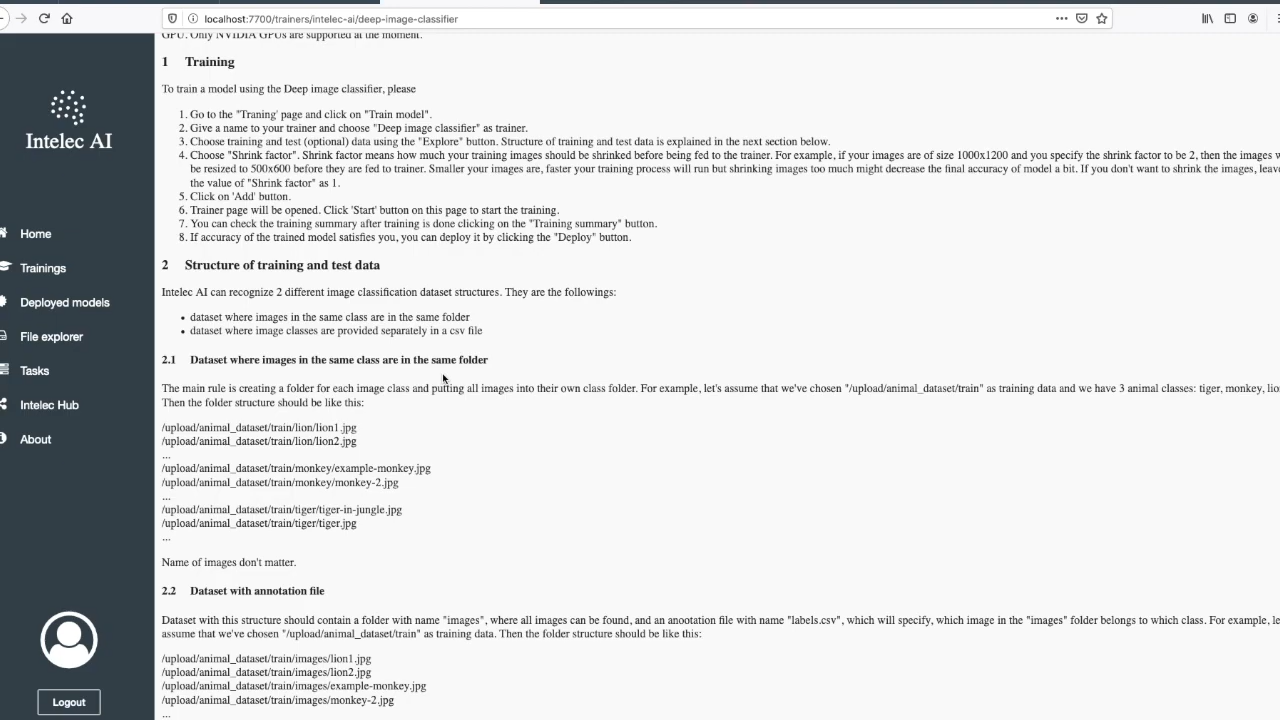 localhost:7700/trainers/intelec-ai/deep-image-classifier
Intelec AI
Home
Trainings
Deployed models
File explorer
Tasks
Intelec Hub
About
Logout
GPU. Only NVIDIA GPUs are supported at the moment.
1 Training
To train a model using the Deep image classifier, please
1. Go to the "Traning' page and click on "Train model".
2. Give a name to your trainer and choose "Deep image classifier" as trainer.
3. Choose training and test (optional) data using the "Explore" button. Structure of training and test data is explained in the next section below.
4. Choose "Shrink factor". Shrink factor means how much your training images should be shrinked before being fed to the trainer. For example, if your images are of size 1000x1200 and you specify the shrink factor to be 2, then the images w
be resized to 500x600 before they are fed to trainer. Smaller your images are, faster your training process will run but shrinking images too much might decrease the final accuracy of model a bit. If you don't want to shrink the images, leav
the value of "Shrink factor" as 1.
5. Click on 'Add' button.
6. Trainer page will be opened. Click 'Start' button on this page to start the training.
7. You can check the training summary after training is done clicking on the "Training summary" button.
8. If accuracy of the trained model satisfies you, you can deploy it by clicking the "Deploy" button.
2 Structure of training and test data
Intelec AI can recognize 2 different image classification dataset structures. They are the followings:
• dataset where images in the same class are in the same folder
• dataset where image classes are provided separately in a csv file
2.1 Dataset where images in the same class are in the same folder
The main rule is creating a folder for each image class and putting all images into their own class folder. For example, let's assume that we've chosen "/upload/animal_dataset/train" as training data and we have 3 animal classes: tiger, monkey, lio
Then the folder structure should be like this:
/upload/animal_dataset/train/lion/lion1.jpg
/upload/animal_dataset/train/lion/lion2.jpg
...
/upload/animal_dataset/train/monkey/example-monkey.jpg
/upload/animal_dataset/train/monkey/monkey-2.jpg
...
/upload/animal_dataset/train/tiger/tiger-in-jungle.jpg
/upload/animal_dataset/train/tiger/tiger.jpg
...
Name of images don't matter.
2.2 Dataset with annotation file
Dataset with this structure should contain a folder with name "images", where all images can be found, and an anootation file with name "labels.csv", which will specify, which image in the "images" folder belongs to which class. For example, le
assume that we've chosen "/upload/animal_dataset/train" as training data. Then the folder structure should be like this:
/upload/animal_dataset/train/images/lion1.jpg
/upload/animal_dataset/train/images/lion2.jpg
/upload/animal_dataset/train/images/example-monkey.jpg
/upload/animal_dataset/train/images/monkey-2.jpg
...